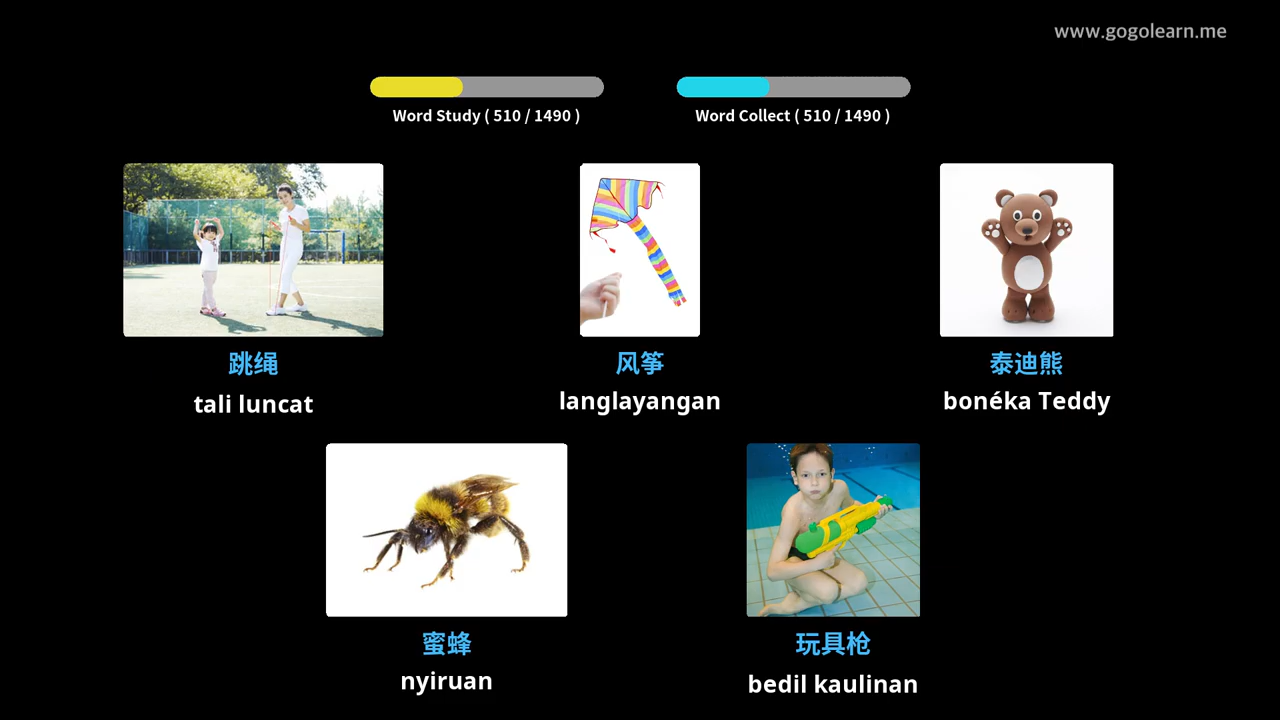 www.gogolearn.me
Word Study ( 510 / 1490 )
Word Collect ( 510 / 1490 )
跳绳
风筝
泰迪熊
tali luncat
langlayangan
bonéka Teddy
蜜蜂
玩具枪
nyiruan
bedil kaulinan